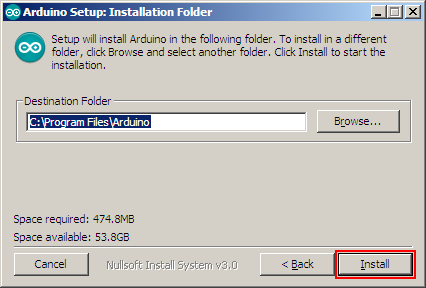 Arduino Setup: Installation Folder
Setup will install Arduino in the following folder. To install in a different
folder, click Browse and select another folder. Click Install to start the
installation.
Destination Folder
C:\Program Files\Arduino
Browse...
Space required: 474.8MB
Space available: 53.8GB
Cancel
Nullsoft Install System v3.0
< Back
Install